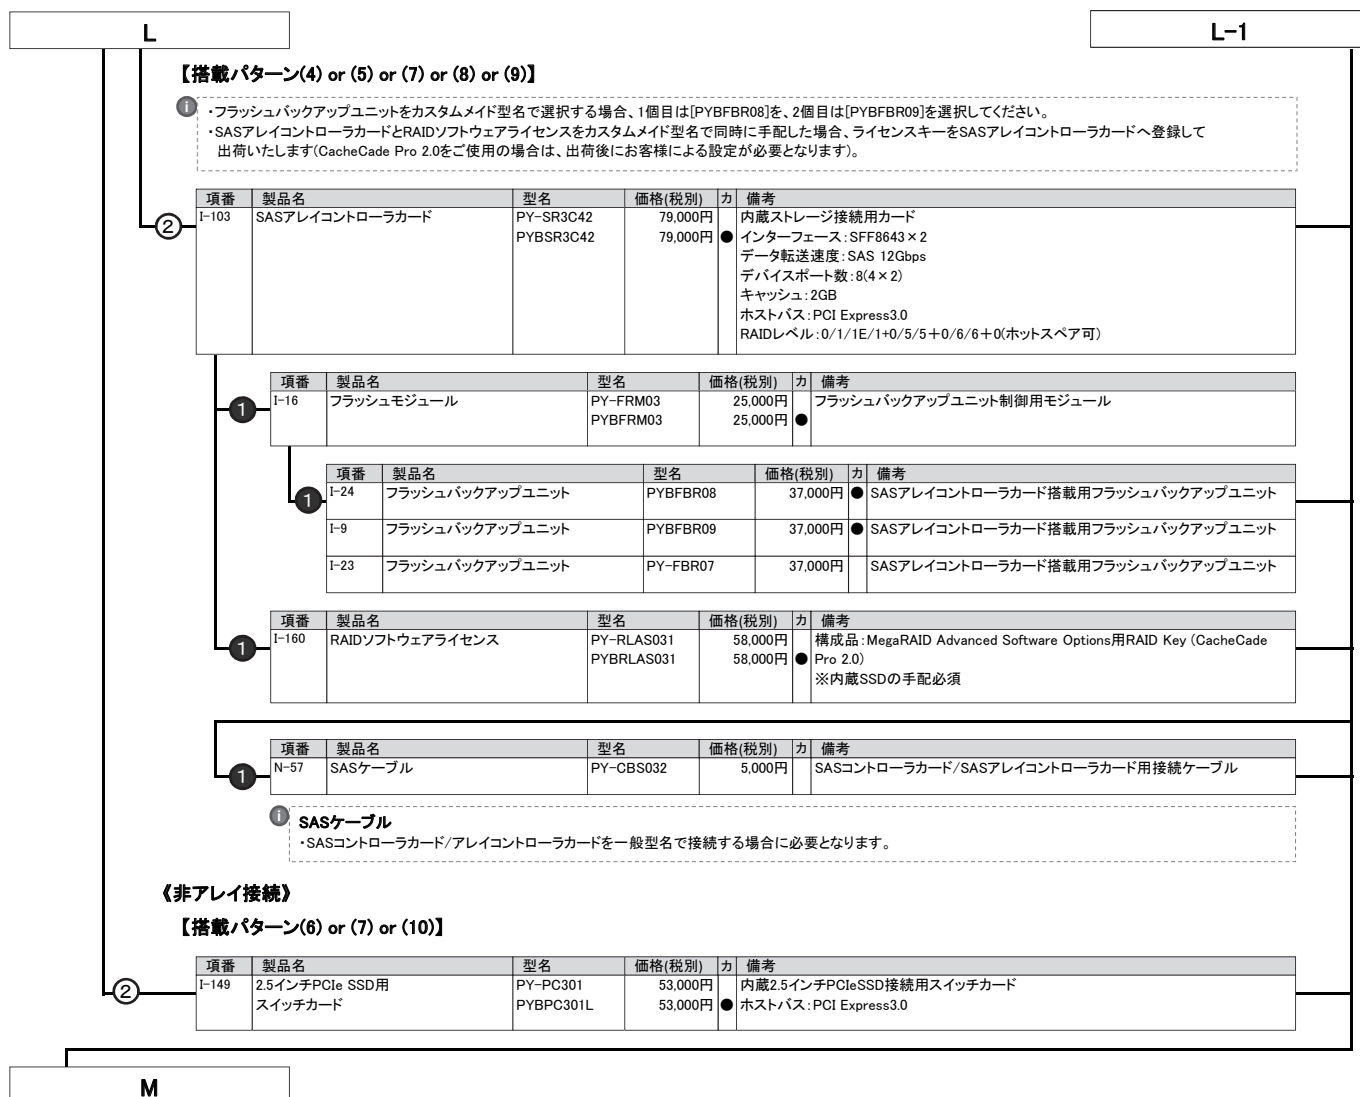 L
L-1
【搭載パターン(4) or (5) or (7) or (8) or (9)】
i
・フラッシュバックアップユニットをカスタムメイド型名で選択する場合、1個目は[PYBFBR08]を、2個目は[PYBFBR09]を選択してください。
・SASアレイコントローラカードとRAIDソフトウェアライセンスをカスタムメイド型名で同時に手配した場合、ライセンスキーをSASアレイコントローラカードへ登録して
出荷いたします(CacheCade Pro 2.0をご使用の場合は、出荷後にお客様による設定が必要となります)。
項番 製品名 型名 価格(税別) カ 備考
② I-103 SASアレイコントローラカード PY-SR3C42 79,000円 内蔵ストレージ接続用カード
PYBSR3C42 79,000円 ● インターフェース：SFF8643×2
データ転送速度：SAS 12Gbps
デバイスポート数：8(4×2)
キャッシュ：2GB
ホストバス：PCI Express3.0
RAIDレベル：0/1/1E/1+0/5/5＋0/6/6＋0(ホットスペア可)
項番 製品名 型名 価格(税別) カ 備考
❶ I-16 フラッシュモジュール PY-FRM03 25,000円 フラッシュバックアップユニット制御用モジュール
PYBFRM03 25,000円 ●
項番 製品名 型名 価格(税別) カ 備考
❶ I-24 フラッシュバックアップユニット PYBFBR08 37,000円 ● SASアレイコントローラカード搭載用フラッシュバックアップユニット
I-9 フラッシュバックアップユニット PYBFBR09 37,000円 ● SASアレイコントローラカード搭載用フラッシュバックアップユニット
I-23 フラッシュバックアップユニット PY-FBR07 37,000円 SASアレイコントローラカード搭載用フラッシュバックアップユニット
項番 製品名 型名 価格(税別) カ 備考
❶ I-160 RAIDソフトウェアライセンス PY-RLAS031 58,000円 構成品：MegaRAID Advanced Software Options用RAID Key (CacheCade
PYBRLAS031 58,000円 ● Pro 2.0)
※内蔵SSDの手配必須
項番 製品名 型名 価格(税別) カ 備考
❶ N-57 SASケーブル PY-CBS032 5,000円 SASコントローラカード/SASアレイコントローラカード用接続ケーブル
i SASケーブル
・SASコントローラカード/アレイコントローラカードを一般型名で接続する場合に必要となります。
《非アレイ接続》
【搭載パターン(6) or (7) or (10)】
項番 製品名 型名 価格(税別) カ 備考
② I-149 2.5インチPCIe SSD用 PY-PC301 53,000円 内蔵2.5インチPCIeSSD接続用スイッチカード
スイッチカード PYBPC301L 53,000円 ● ホストバス：PCI Express3.0
M